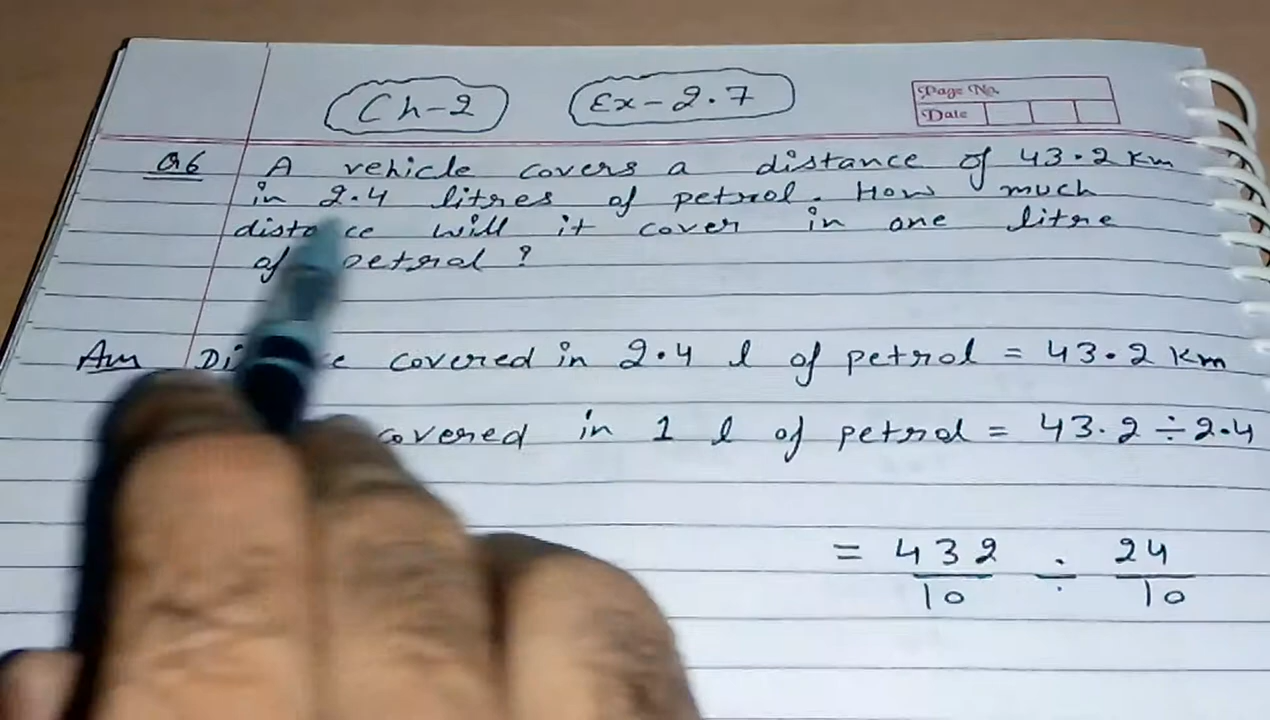 Ch-2 Ex-2.7
Page No.
Date
Q6 A vehicle covers a distance of 43.2 Km
in 2.4 litres of petrol. How much
will it cover in one litre
of petrol ?
Ans covered in 2.4 l of petrol = 43.2 Km
covered in 1 l of petrol = 43.2 ÷ 2.4
= 432/10 ÷ 24/10